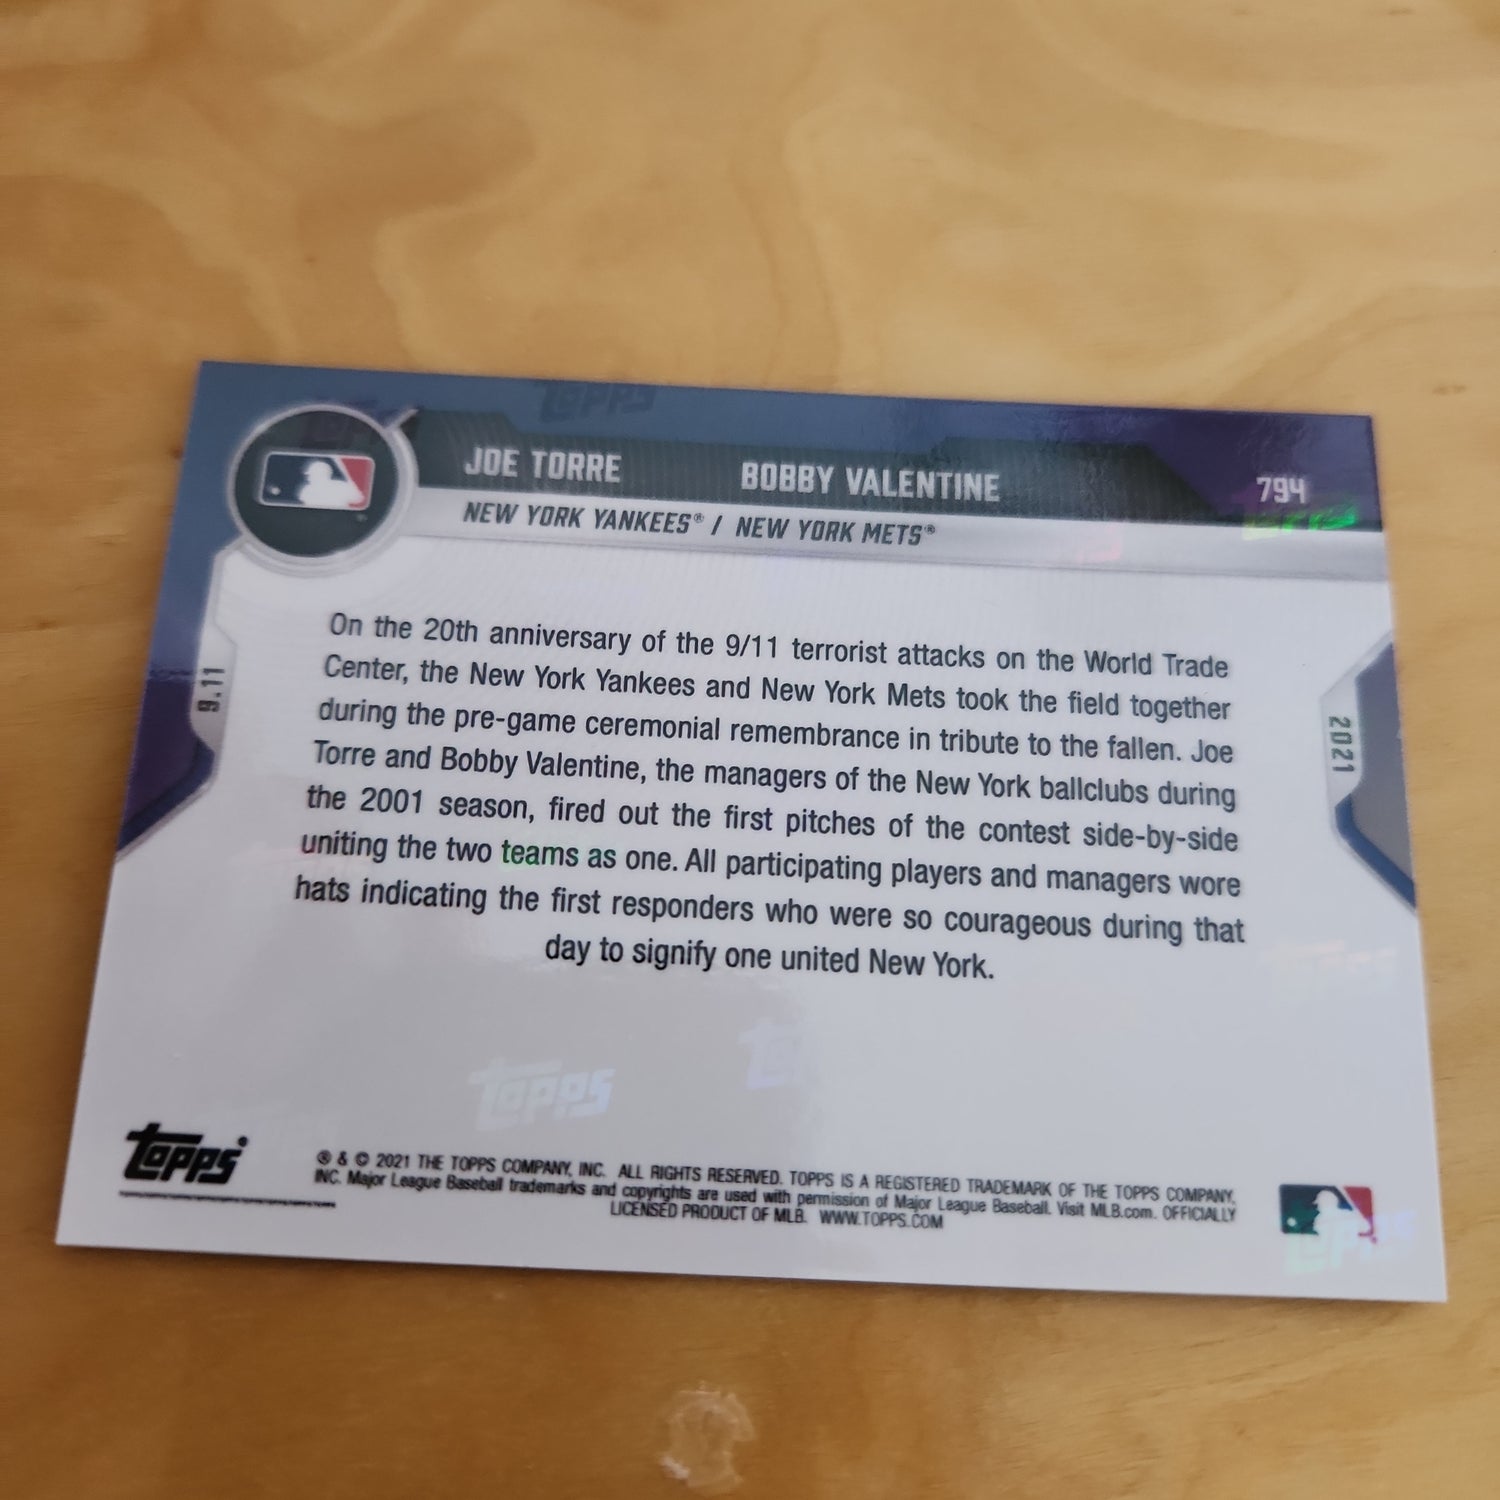 Topps
JOE TORRE BOBBY VALENTINE
794
NEW YORK YANKEES® / NEW YORK METS®
On the 20th anniversary of the 9/11 terrorist attacks on the World Trade
Center, the New York Yankees and New York Mets took the field together
during the pre-game ceremonial remembrance in tribute to the fallen. Joe
Torre and Bobby Valentine, the managers of the New York ballclubs during
the 2001 season, fired out the first pitches of the contest side-by-side
uniting the two teams as one. All participating players and managers wore
hats indicating the first responders who were so courageous during that
day to signify one united New York.
9.11
2021
Topps
Topps
® & © 2021 THE TOPPS COMPANY, INC. ALL RIGHTS RESERVED. TOPPS IS A REGISTERED TRADEMARK OF THE TOPPS COMPANY,
INC. Major League Baseball trademarks and copyrights are used with permission of Major League Baseball. Visit MLB.com. OFFICIALLY
LICENSED PRODUCT OF MLB. WWW.TOPPS.COM